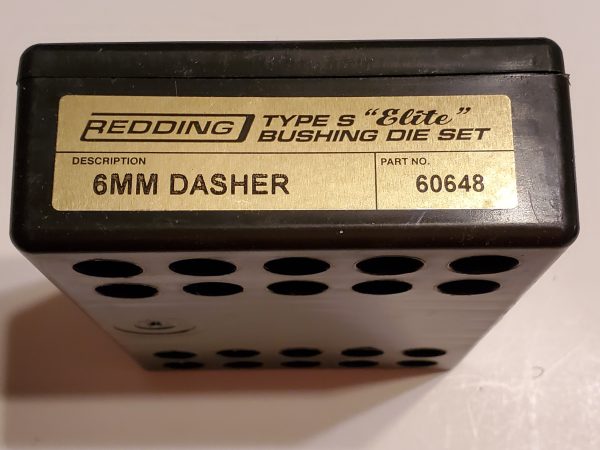 REDDING TYPE S "Elite"
BUSHING DIE SET
DESCRIPTION PART NO.
6MM DASHER 60648